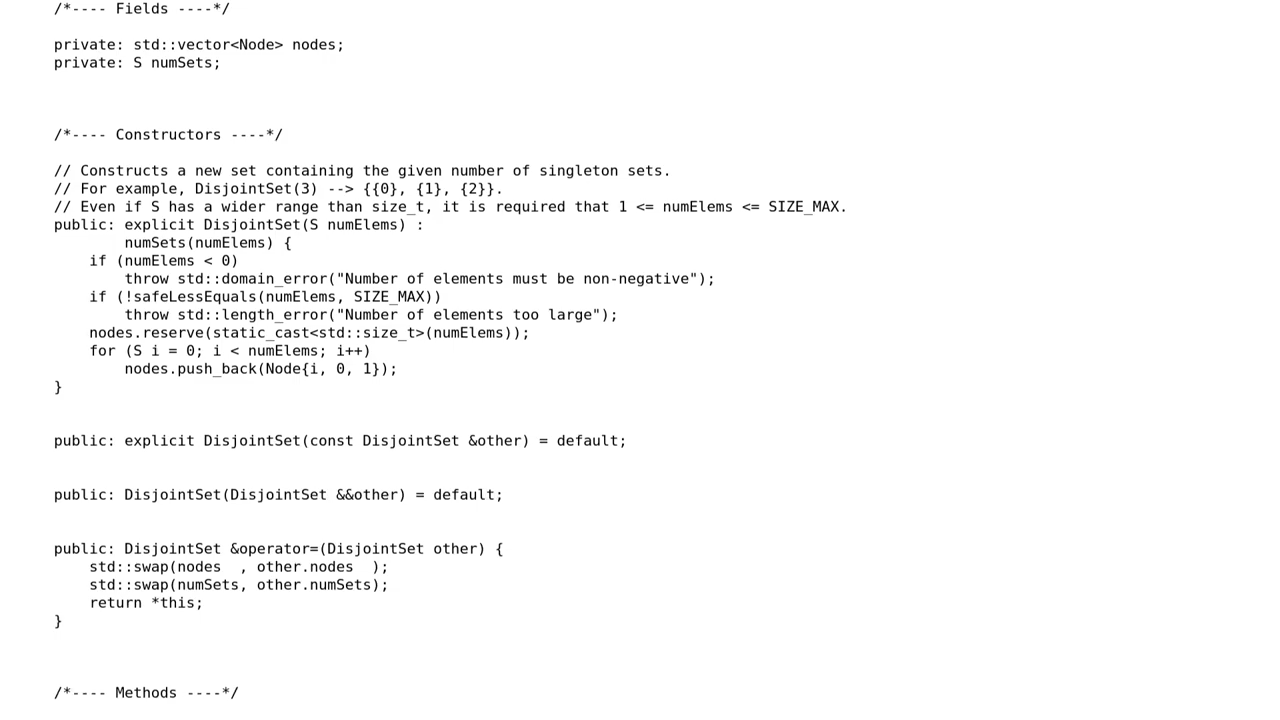 /*---- Fields ----*/
private: std::vector<Node> nodes;
private: S numSets;
/*---- Constructors ----*/
// Constructs a new set containing the given number of singleton sets.
// For example, DisjointSet(3) --> {{0}, {1}, {2}}.
// Even if S has a wider range than size_t, it is required that 1 <= numElems <= SIZE_MAX.
public: explicit DisjointSet(S numElems) :
        numSets(numElems) {
    if (numElems < 0)
        throw std::domain_error("Number of elements must be non-negative");
    if (!safeLessEquals(numElems, SIZE_MAX))
        throw std::length_error("Number of elements too large");
    nodes.reserve(static_cast<std::size_t>(numElems));
    for (S i = 0; i < numElems; i++)
        nodes.push_back(Node{i, 0, 1});
}
public: explicit DisjointSet(const DisjointSet &other) = default;
public: DisjointSet(DisjointSet &&other) = default;
public: DisjointSet &operator=(DisjointSet other) {
    std::swap(nodes  , other.nodes  );
    std::swap(numSets, other.numSets);
    return *this;
}
/*---- Methods ----*/